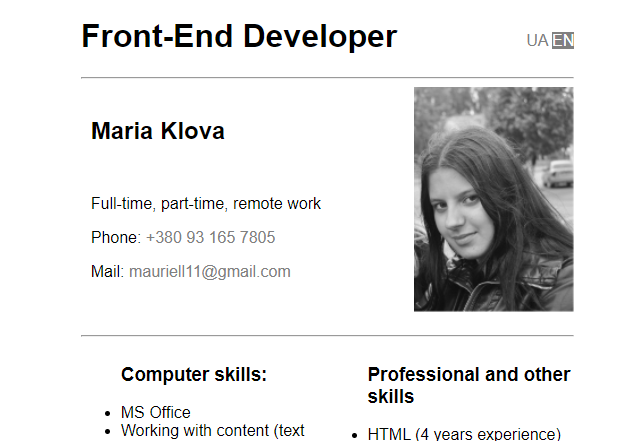 Front-End Developer
UA EN
Maria Klova
Full-time, part-time, remote work
Phone: +380 93 165 7805
Mail: mauriell11@gmail.com
Computer skills:
• MS Office
• Working with content (text
Professional and other
skills
• HTML (4 years experience)